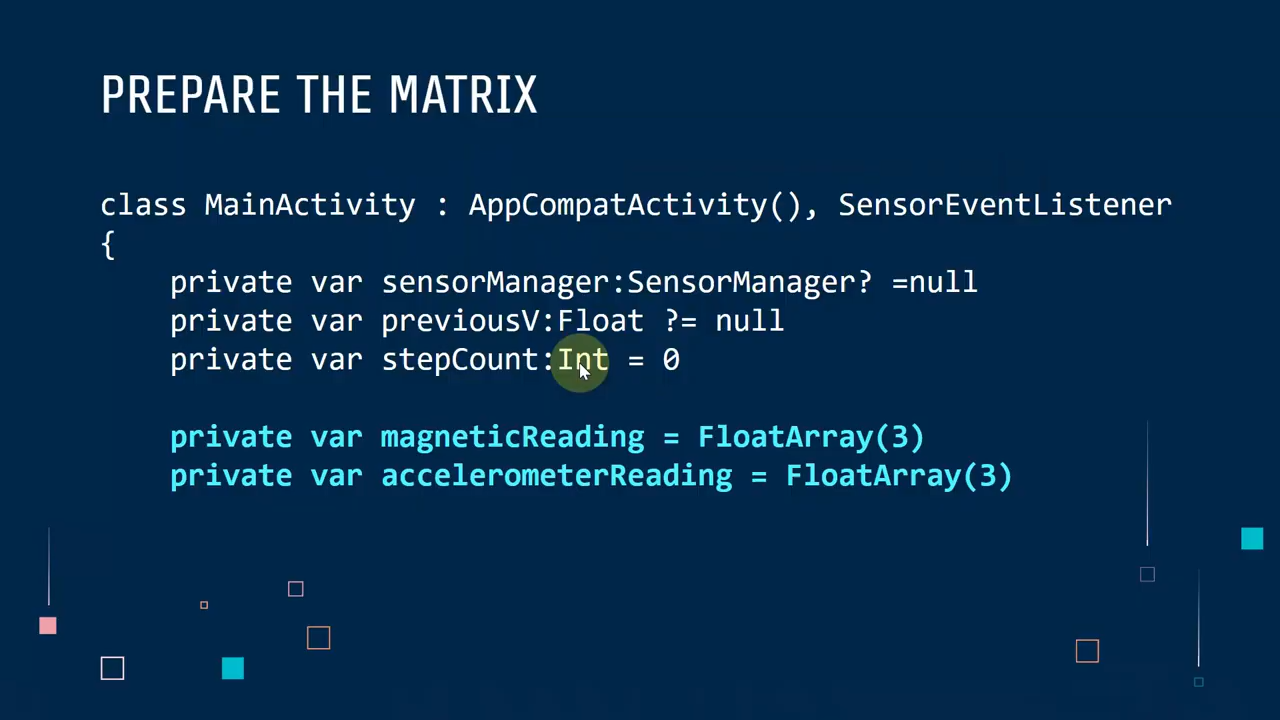 PREPARE THE MATRIX
class MainActivity : AppCompatActivity(), SensorEventListener
{
    private var sensorManager:SensorManager? =null
    private var previousV:Float ?= null
    private var stepCount:Int = 0
    private var magneticReading = FloatArray(3)
    private var accelerometerReading = FloatArray(3)